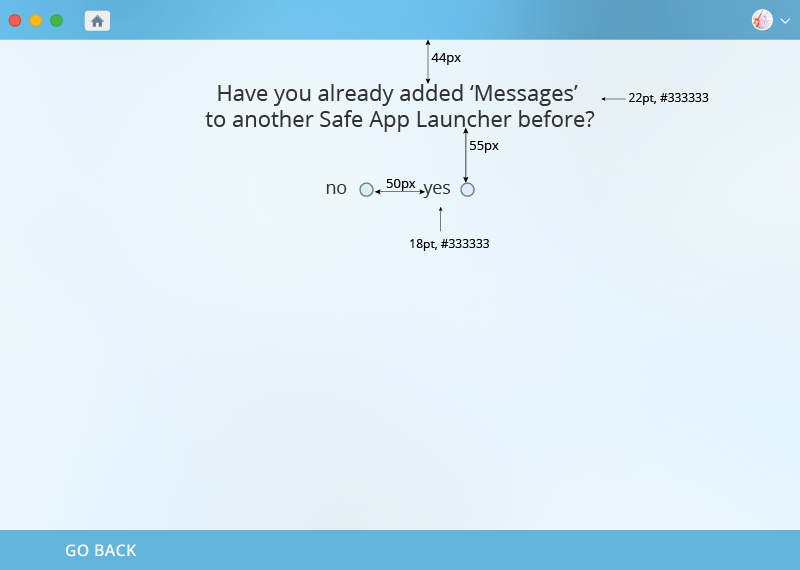 44px
Have you already added ‘Messages’
22pt, #333333
to another Safe App Launcher before?
55px
no 50px yes
18pt, #333333
GO BACK